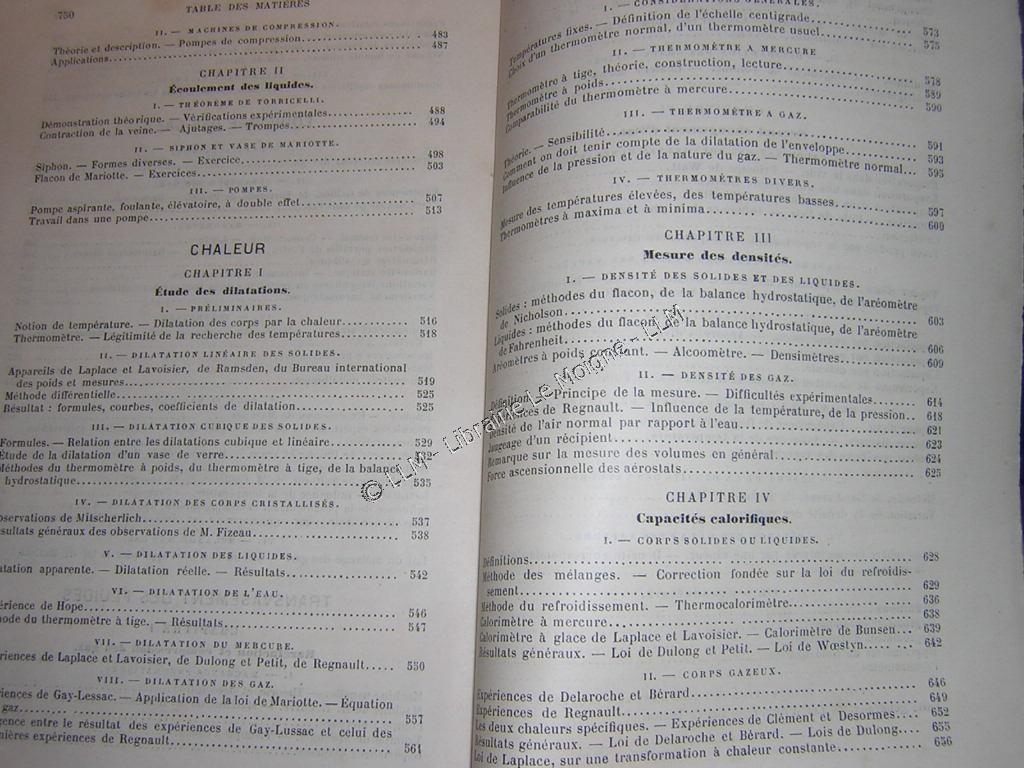 750 TABLE DES MATIÈRES
II. — MACHINES DE COMPRESSION.
Théorie et description. — Pompes de compression 483
Applications 487
CHAPITRE II
Écoulement des liquides.
I. — THÉORÈME DE TORRICELLI.
Démonstration théorique. — Vérifications expérimentales 488
Contraction de la veine. — Ajutages. — Trompes 494
II. — SIPHON ET VASE DE MARIOTTE.
Siphon. — Formes diverses. — Exercice 498
Flacon de Mariotte. — Exercices 503
III. — POMPES.
Pompe aspirante, foulante, élévatoire, à double effet 507
Travail dans une pompe 513
CHALEUR
CHAPITRE I
Étude des dilatations.
I. — PRÉLIMINAIRES.
Notion de température. — Dilatation des corps par la chaleur 516
Thermomètre. — Légitimité de la recherche des températures 518
II. — DILATATION LINÉAIRE DES SOLIDES.
Appareils de Laplace et Lavoisier, de Ramsden, du Bureau international
des poids et mesures 519
Méthode différentielle 525
Résultat : formules, courbes, coefficients de dilatation 525
III. — DILATATION CUBIQUE DES SOLIDES.
Formules. — Relation entre les dilatations cubique et linéaire 529
Étude de la dilatation d'un vase de verre
Méthodes du thermomètre à poids, du thermomètre à tige, de la balance
hydrostatique 535
IV. — DILATATION DES CORPS CRISTALLISÉS.
bservations de Mitscherlich 537
ésultats généraux des observations de M. Fizeau 538
V. — DILATATION DES LIQUIDES.
atation apparente. — Dilatation réelle. — Résultats 542
VI. — DILATATION DE L'EAU.
érience de Hope 546
hode du thermomètre à tige. — Résultats 547
VII. — DILATATION DU MERCURE.
riences de Laplace et Lavoisier, de Dulong et Petit, de Regnault 550
VIII. — DILATATION DES GAZ.
riences de Gay-Lussac. — Application de la loi de Mariotte. — Équation
gaz 557
gence entre le résultat des expériences de Gay-Lussac et celui des
nières expériences de Regnault 561
I. — CONSIDÉRATIONS GÉNÉRALES.
Températures fixes. — Définition de l'échelle centigrade 573
Choix d'un thermomètre normal, d'un thermomètre usuel 575
II. — THERMOMÈTRE A MERCURE
Thermomètre à tige, théorie, construction, lecture 578
Thermomètre à poids 589
Comparabilité du thermomètre à mercure 590
III. — THERMOMÈTRE A GAZ.
Théorie. — Sensibilité 591
Comment on doit tenir compte de la dilatation de l'enveloppe 593
Influence de la pression et de la nature du gaz. — Thermomètre normal 595
IV. — THERMOMÈTRES DIVERS.
Mesure des températures élevées, des températures basses 597
Thermomètres à maxima et à minima 600
CHAPITRE III
Mesure des densités.
I. — DENSITÉ DES SOLIDES ET DES LIQUIDES.
Solides : méthodes du flacon, de la balance hydrostatique, de l'aréomètre
de Nicholson 603
Liquides : méthodes du flacon, de la balance hydrostatique, de l'aréomètre
de Fahrenheit 606
Aréomètres à poids constant. — Alcoomètre. — Densimètres 609
II. — DENSITÉ DES GAZ.
Définition. — Principe de la mesure. — Difficultés expérimentales 614
de Regnault. — Influence de la température, de la pression 618
Densité de l'air normal par rapport à l'eau 621
Jaugeage d'un récipient 623
Remarque sur la mesure des volumes en général 624
Force ascensionnelle des aérostats 625
CHAPITRE IV
Capacités calorifiques.
I. — CORPS SOLIDES OU LIQUIDES.
Définitions 628
Méthode des mélanges. — Correction fondée sur la loi du refroidis-
sement 629
Méthode du refroidissement. — Thermocalorimètre 636
Calorimètre à mercure 638
Calorimètre à glace de Laplace et Lavoisier. — Calorimètre de Bunsen 639
Résultats généraux. — Loi de Dulong et Petit. — Loi de Wœstyn 642
II. — CORPS GAZEUX.
Expériences de Delaroche et Bérard 646
Expériences de Regnault 649
Les deux chaleurs spécifiques. — Expériences de Clément et Desormes 652
Résultats généraux. — Loi de Delaroche et Bérard. — Lois de Dulong 655
Loi de Laplace, sur une transformation à chaleur constante 656
© LLM - Librairie Le Moigne - LLM